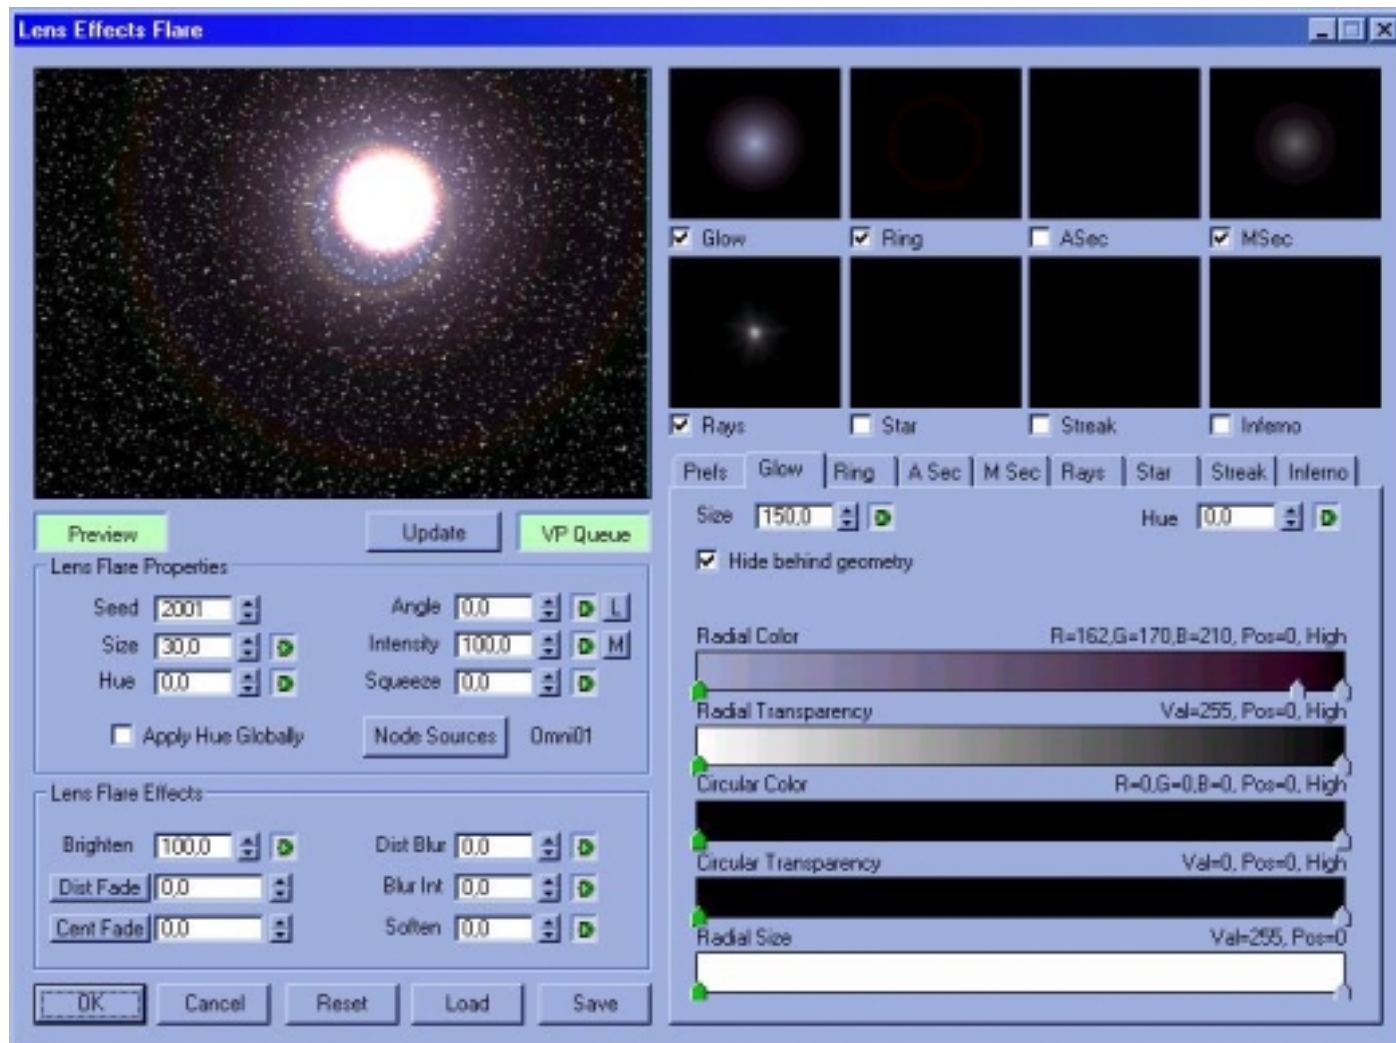 Lens Effects Flare
Glow Ring ASec MSec
Rays Star Streak Inferno
Preview Update VP Queue
Lens Flare Properties
Seed 2001 Angle 0,0 L
Size 30,0 Intensity 100,0 M
Hue 0,0 Squeeze 0,0
Apply Hue Globally Node Sources Omni01
Lens Flare Effects
Brighten 100,0 Dist Blur 0,0
Dist Fade 0,0 Blur Int 0,0
Cent Fade 0,0 Soften 0,0
OK Cancel Reset Load Save
Prefs Glow Ring A Sec M Sec Rays Star Streak Inferno
Size 150,0 Hue 0,0
Hide behind geometry
Radial Color R=162,G=170,B=210, Pos=0, High
Radial Transparency Val=255, Pos=0, High
Circular Color R=0,G=0,B=0, Pos=0, High
Circular Transparency Val=0, Pos=0, High
Radial Size Val=255, Pos=0